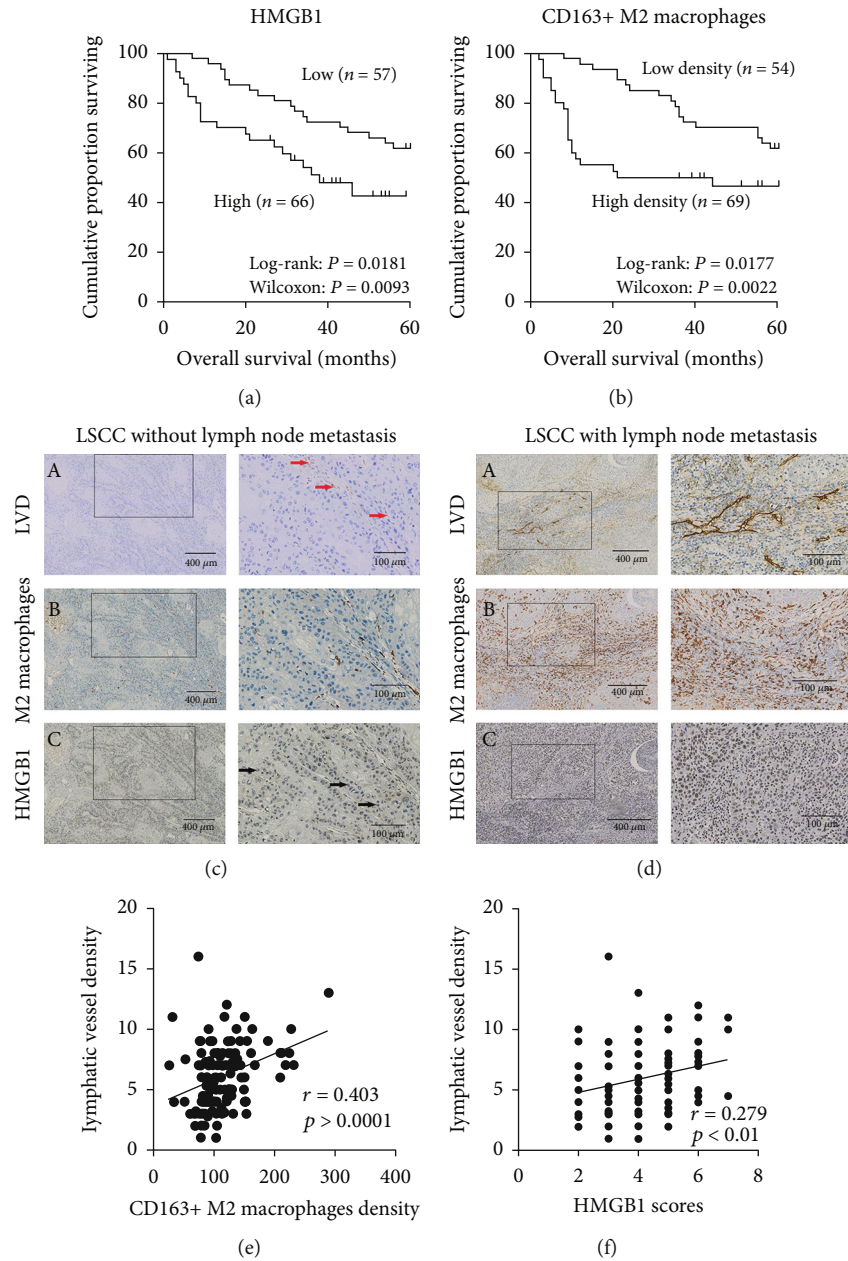 HMGB1
Cumulative proportion surviving
100
80
60
40
20
0
0
20
40
60
Low (n = 57)
High (n = 66)
Log-rank: P = 0.0181
Wilcoxon: P = 0.0093
Overall survival (months)
(a)
CD163+ M2 macrophages
Cumulative proportion surviving
100
80
60
40
20
0
0
20
40
60
Low density (n = 54)
High density (n = 69)
Log-rank: P = 0.0177
Wilcoxon: P = 0.0022
Overall survival (months)
(b)
LSCC without lymph node metastasis
LVD
A
400 μm
100 μm
M2 macrophages
B
400 μm
100 μm
HMGB1
C
400 μm
100 μm
(c)
LSCC with lymph node metastasis
LVD
A
400 μm
100 μm
M2 macrophages
B
400 μm
100 μm
HMGB1
C
400 μm
100 μm
(d)
Iymphatic vessel density
20
15
10
5
0
0
100
200
300
400
r = 0.403
p > 0.0001
CD163+ M2 macrophages density
(e)
Iymphatic vessel density
20
15
10
5
0
0
2
4
6
8
r = 0.279
p < 0.01
HMGB1 scores
(f)